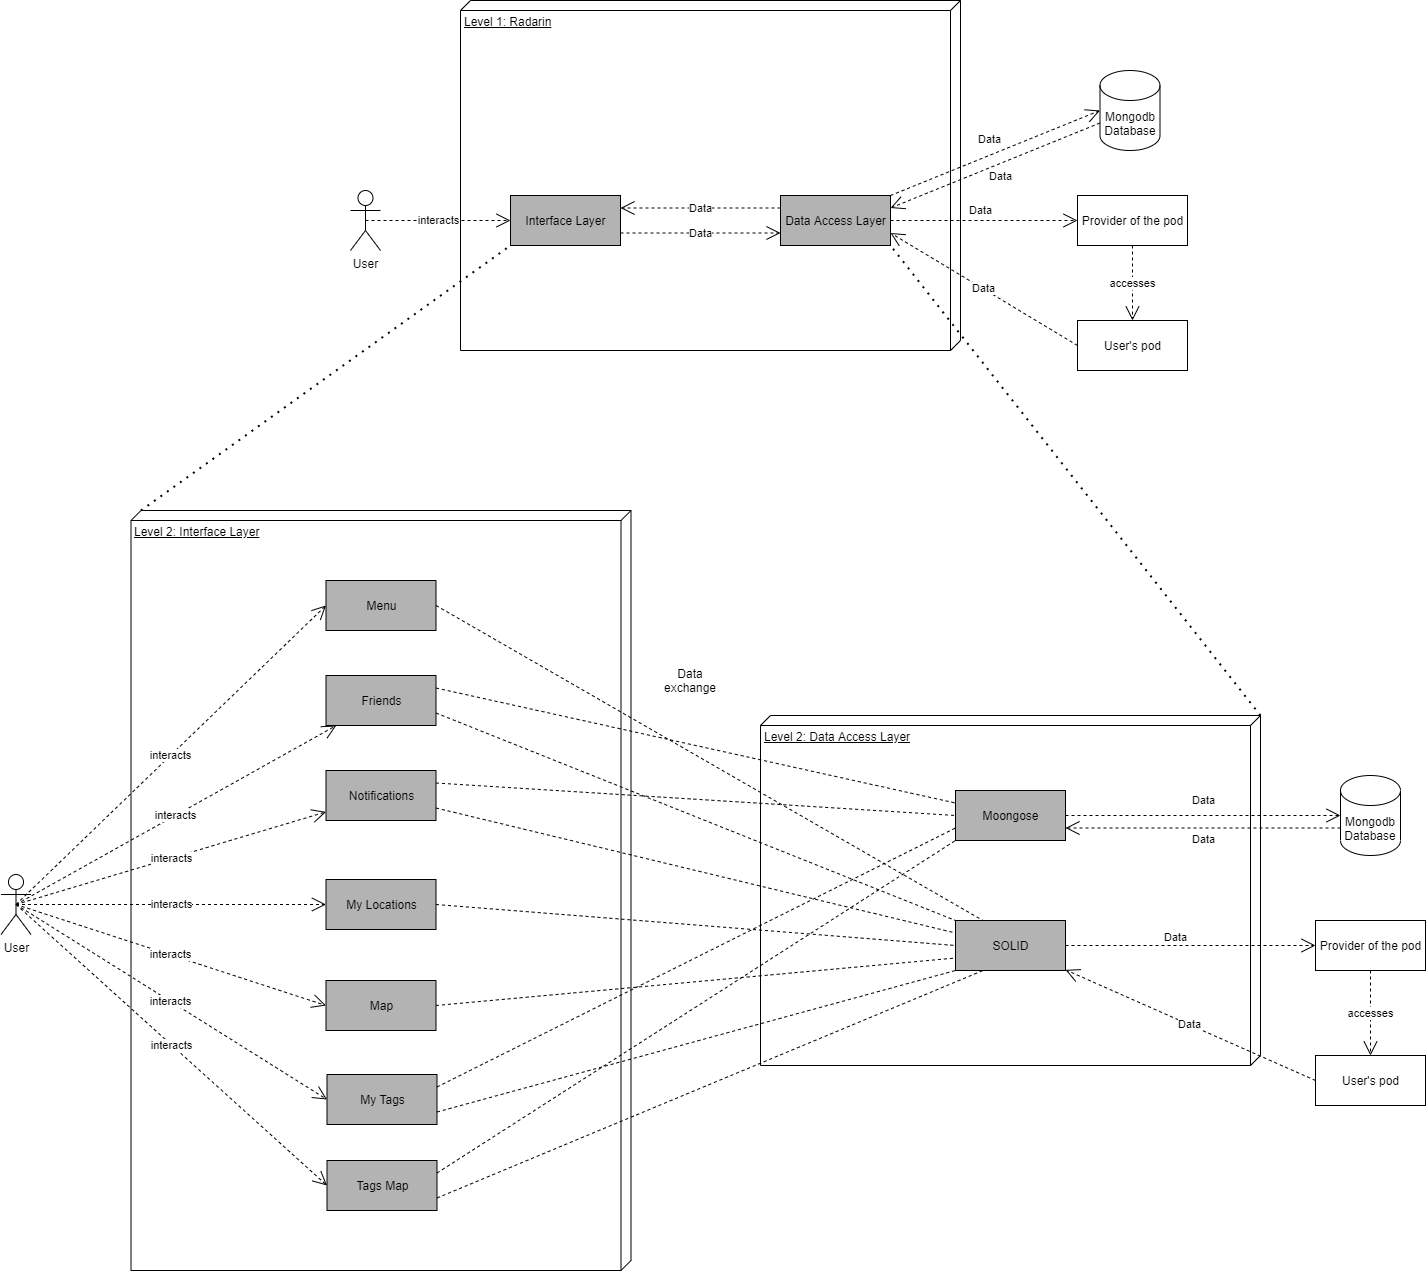 Level 1: Radarin
Mongodb
Database
Data
Data
interacts
Interface Layer
Data
Data
Data Access Layer
Data
Provider of the pod
User
accesses
Data
User's pod
Level 2: Interface Layer
Menu
Data
exchange
Friends
Level 2: Data Access Layer
interacts
Notifications
interacts
Moongose
Data
Mongodb
Database
Data
interacts
My Locations
interacts
User
SOLID
Data
Provider of the pod
interacts
Map
interacts
Data
accesses
interacts
User's pod
My Tags
Tags Map